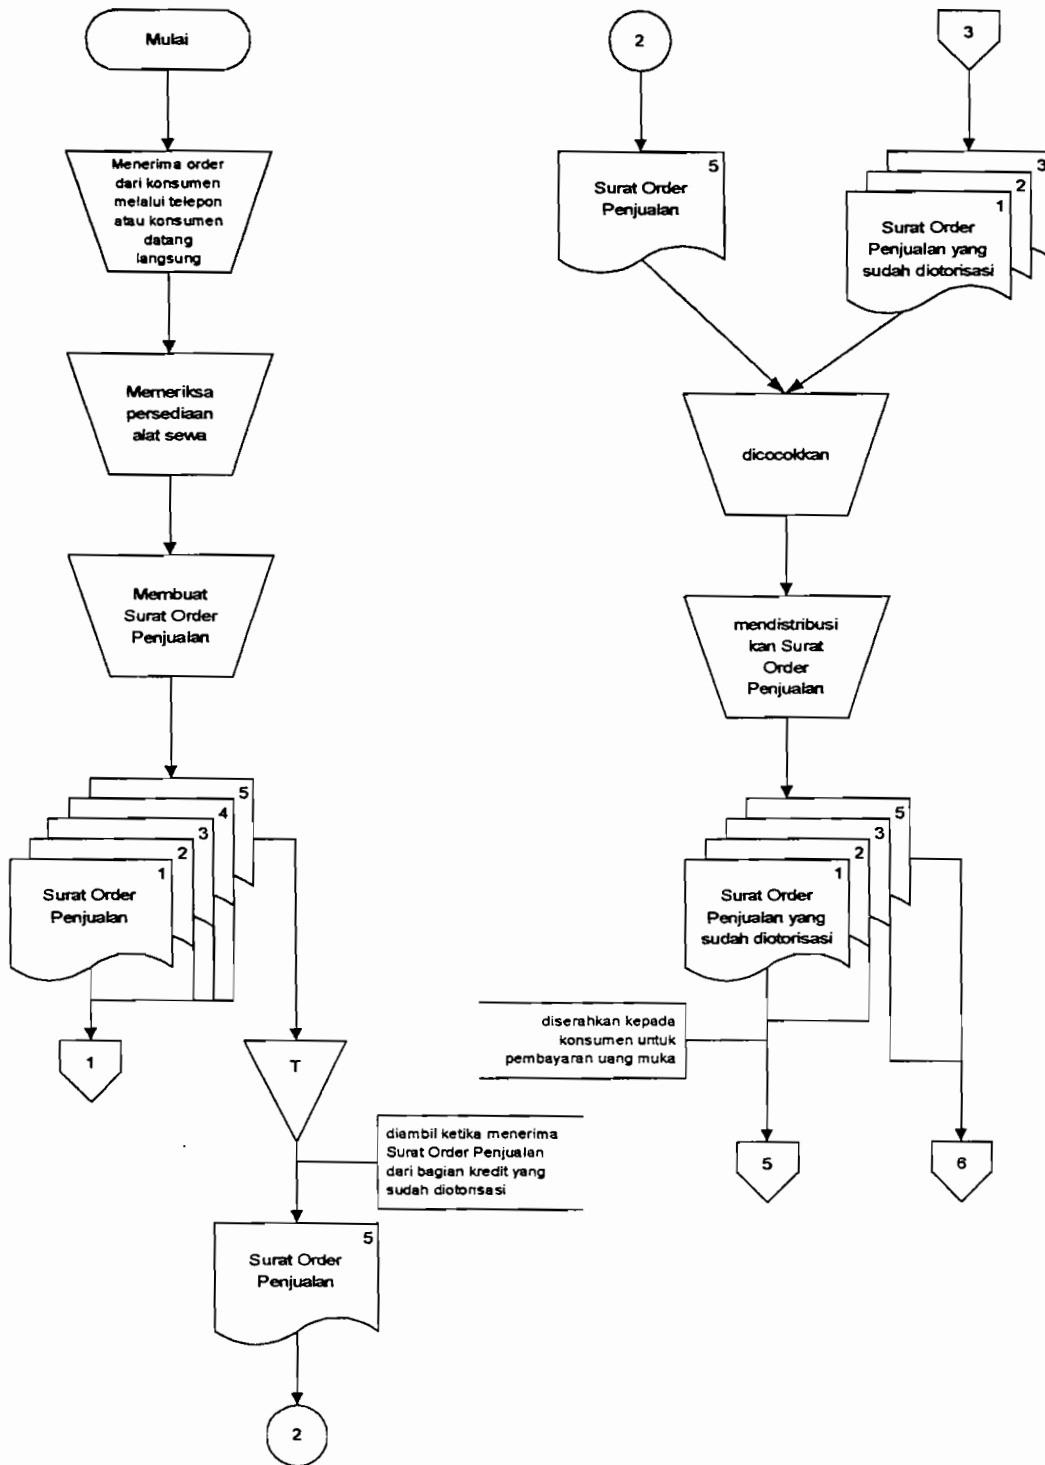 Mulai
Menerima order
dari konsumen
melalui telepon
atau konsumen
datang
langsung
Memeriksa
persediaan
alat sewa
Membuat
Surat Order
Penjualan
5
4
3
2
1
Surat Order
Penjualan
1
T
diambil ketika menerima
Surat Order Penjualan
dari bagian kredit yang
sudah diotorisasi
5
Surat Order
Penjualan
2
2
3
5
Surat Order
Penjualan
3
2
1
Surat Order
Penjualan yang
sudah diotorisasi
dicocokkan
mendistribusi
kan Surat
Order
Penjualan
5
3
2
1
Surat Order
Penjualan yang
sudah diotorisasi
diserahkan kepada
konsumen untuk
pembayaran uang muka
5
6